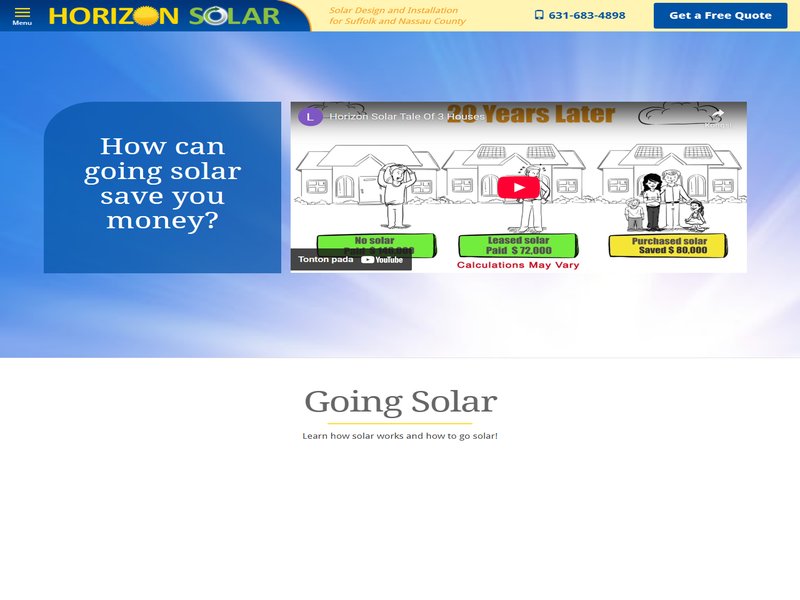 Menu
HORIZON SOLAR
Solar Design and Installation
for Suffolk and Nassau County
631-683-4898
Get a Free Quote
How can
going solar
save you
money?
L
Horizon Solar Tale Of 3 Houses
20 Years Later
Kongsi
No solar
Paid $ 146,000
Leased solar
Paid $ 72,000
Purchased solar
Saved $ 80,000
Tonton pada YouTube
Calculations May Vary
Going Solar
Learn how solar works and how to go solar!